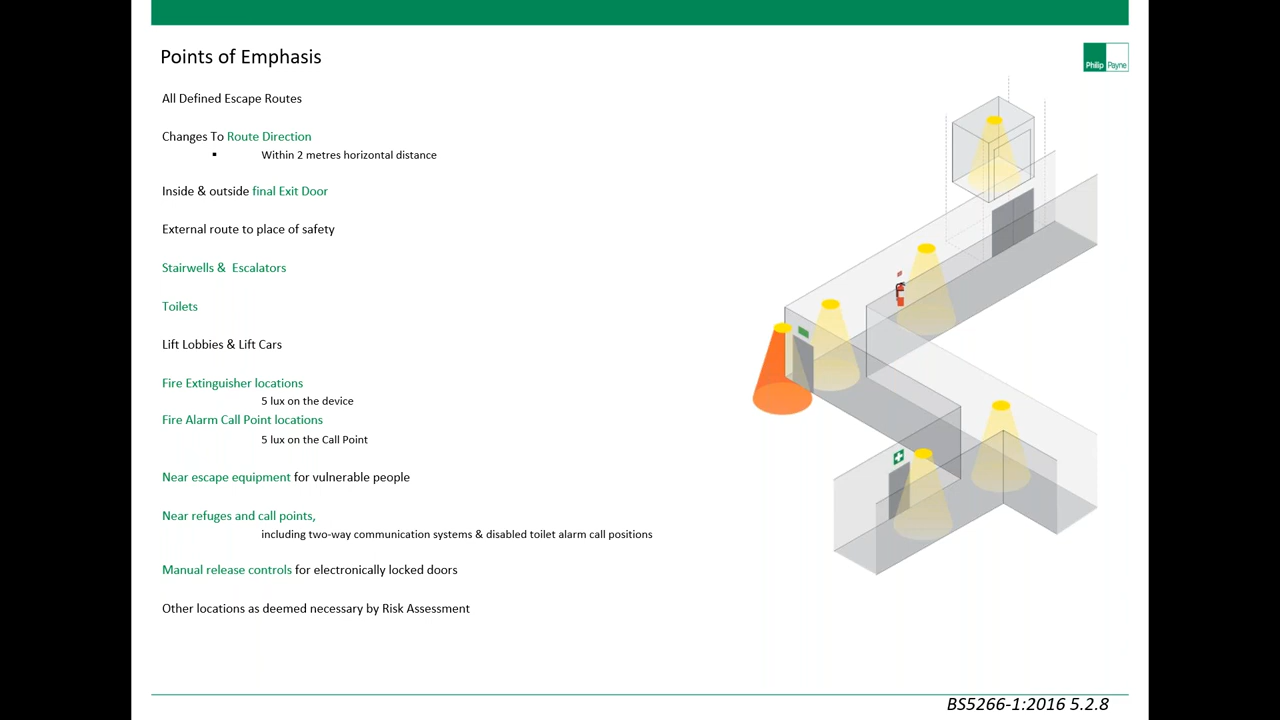 Points of Emphasis
Philip Payne
All Defined Escape Routes
Changes To Route Direction
▪ Within 2 metres horizontal distance
Inside & outside final Exit Door
External route to place of safety
Stairwells & Escalators
Toilets
Lift Lobbies & Lift Cars
Fire Extinguisher locations
5 lux on the device
Fire Alarm Call Point locations
5 lux on the Call Point
Near escape equipment for vulnerable people
Near refuges and call points,
including two-way communication systems & disabled toilet alarm call positions
Manual release controls for electronically locked doors
Other locations as deemed necessary by Risk Assessment
BS5266-1:2016 5.2.8